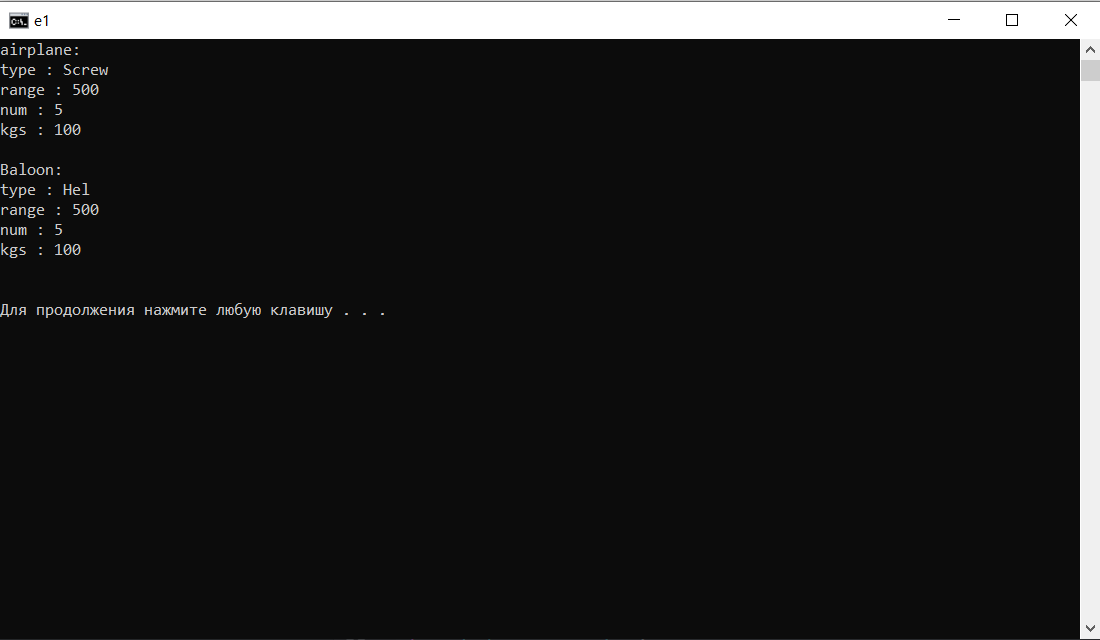 e1
airplane:
type : Screw
range : 500
num : 5
kgs : 100
Baloon:
type : Hel
range : 500
num : 5
kgs : 100
Для продолжения нажмите любую клавишу . . .